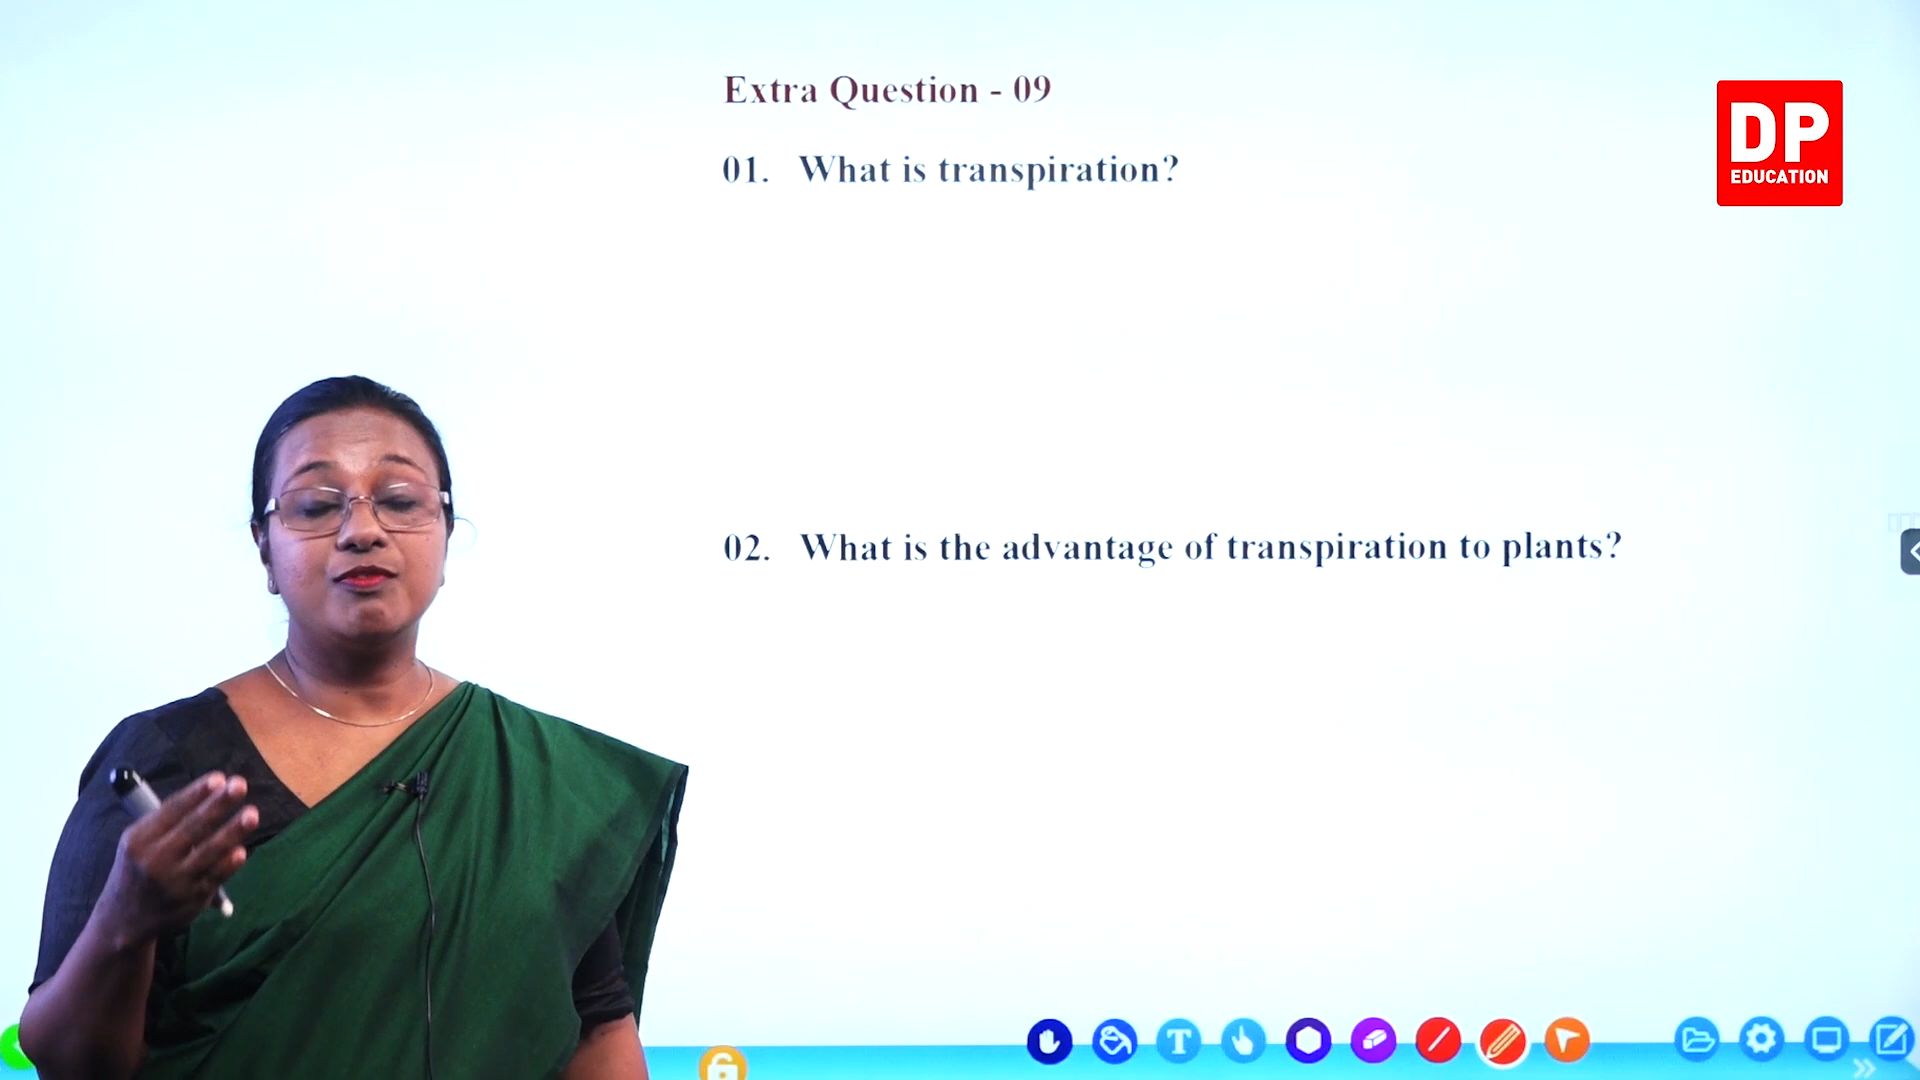 Extra Question - 09
DP
EDUCATION
01. What is transpiration?
02. What is the advantage of transpiration to plants?
T